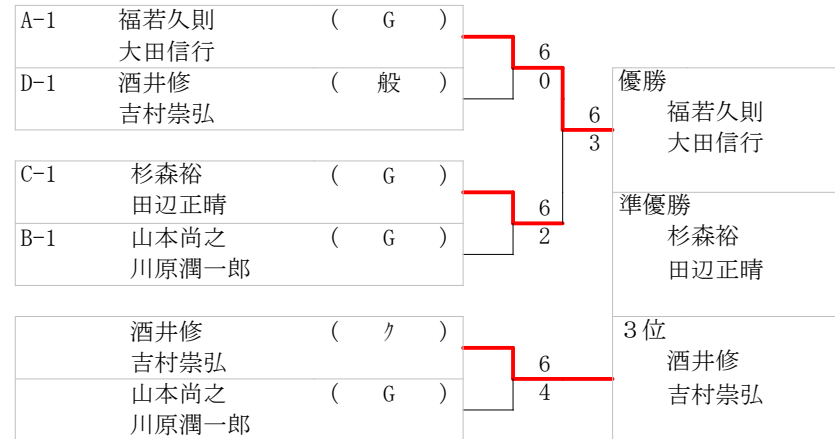 A-1 福若久則 ( G )
大田信行
D-1 酒井修 ( 般 )
吉村崇弘
6
0
C-1 杉森裕 ( G )
田辺正晴
B-1 山本尚之 ( G )
川原潤一郎
6
2
6
3
酒井修 ( ｸ )
吉村崇弘
山本尚之 ( G )
川原潤一郎
6
4
優勝
福若久則
大田信行
準優勝
杉森裕
田辺正晴
３位
酒井修
吉村崇弘